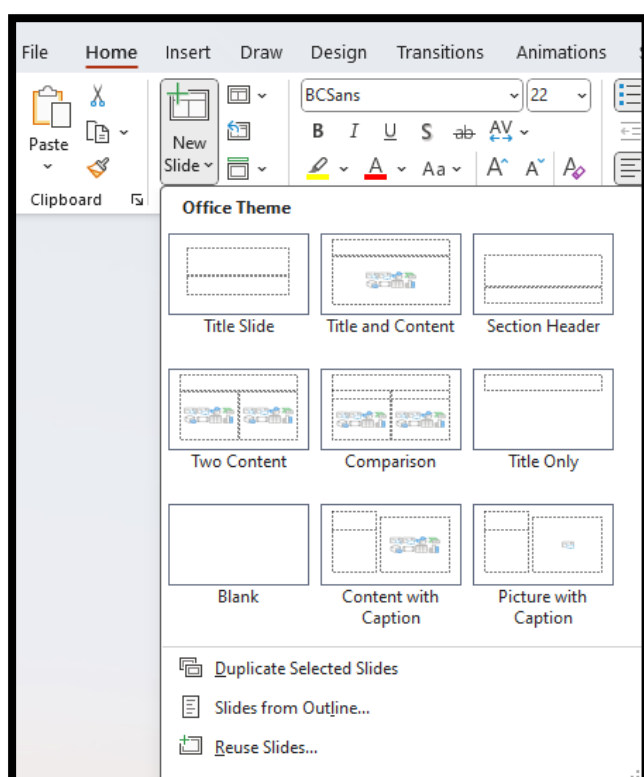 File Home Insert Draw Design Transitions Animations
BCSans 22
B I U S ab AV
Paste New
Slide Aa A A A
Clipboard
Office Theme
Title Slide Title and Content Section Header
Two Content Comparison Title Only
Blank Content with Picture with
Caption Caption
Duplicate Selected Slides
Slides from Outline...
Reuse Slides...